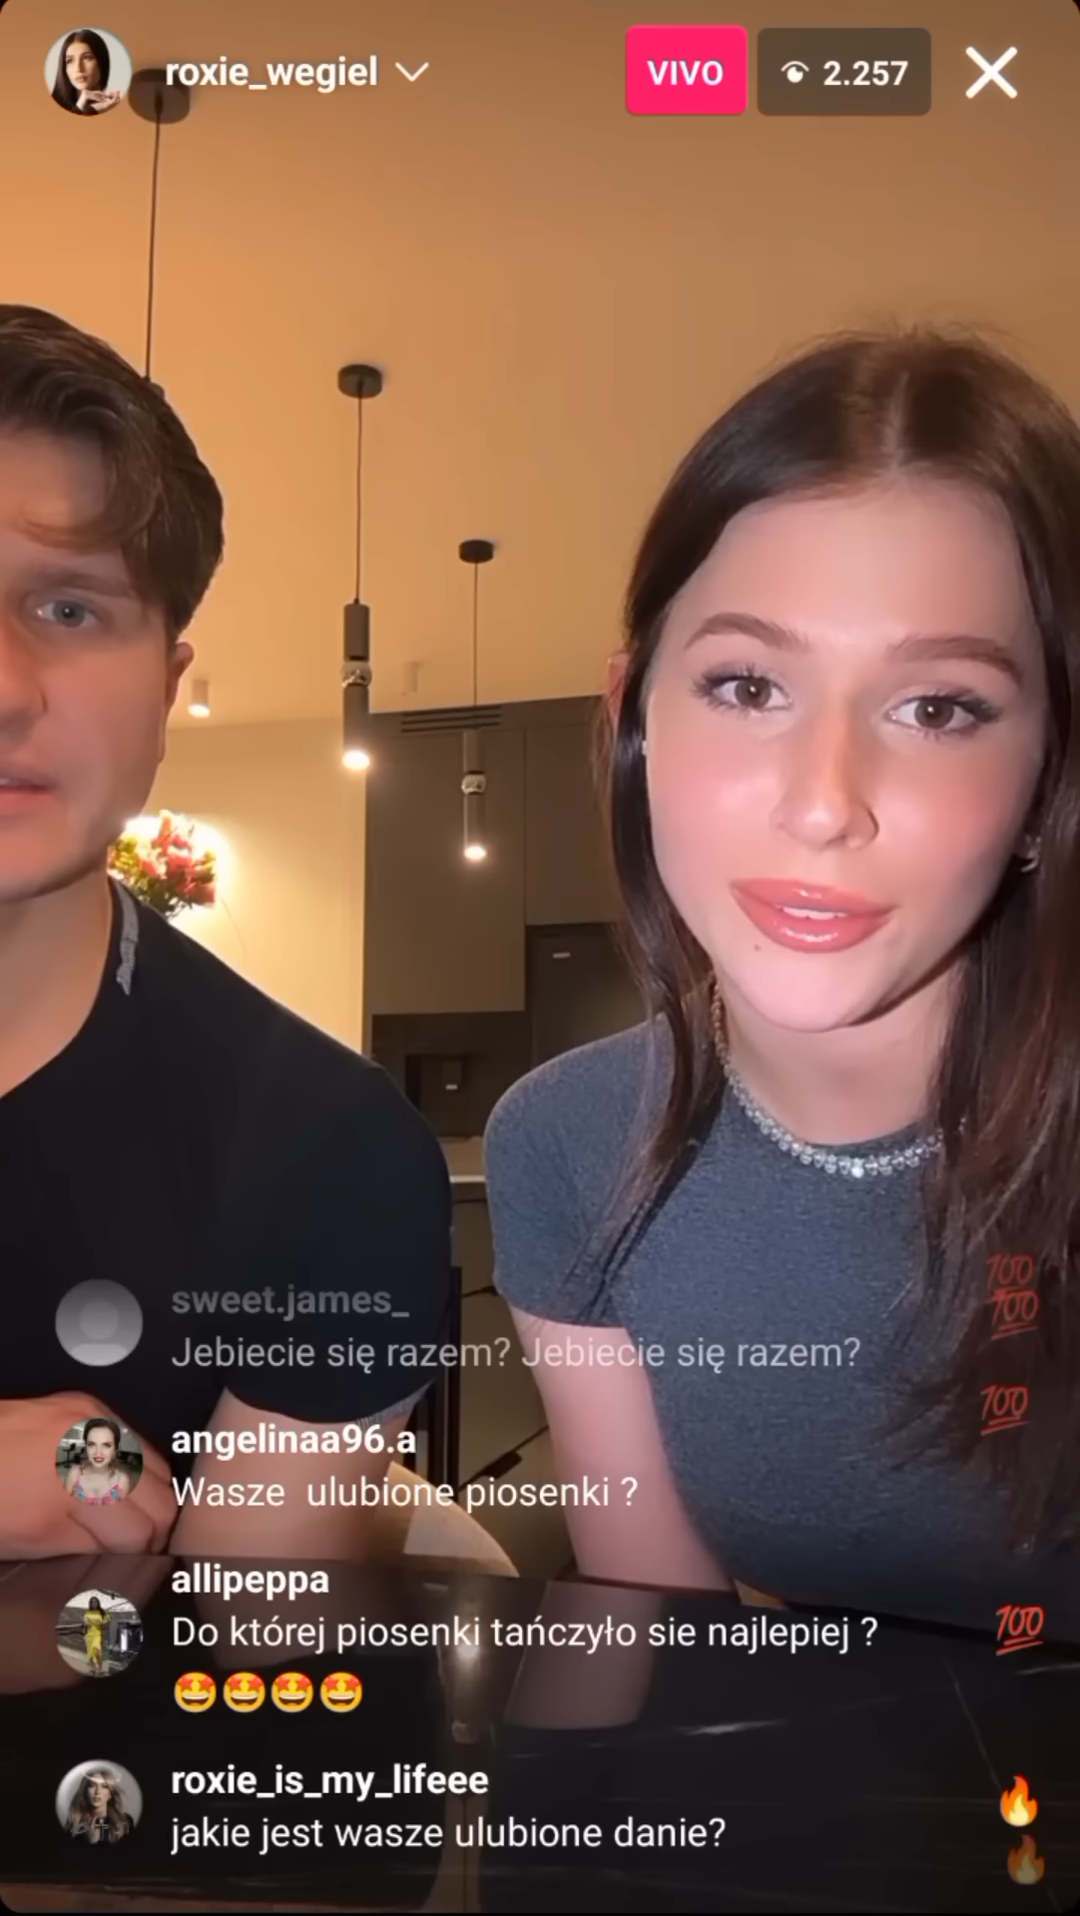 roxie_wegiel
VIVO
2.257
sweet.james_
Jebiecie się razem? Jebiecie się razem?
angelinaa96.a
Wasze  ulubione piosenki ?
allipeppa
Do której piosenki tańczyło sie najlepiej ?
🤩🤩🤩🤩
roxie_is_my_lifeee
jakie jest wasze ulubione danie?